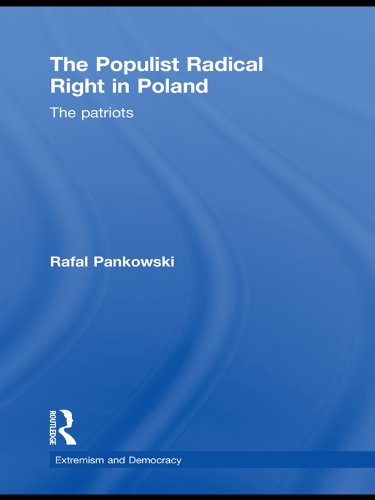 The Populist Radical
Right in Poland
The patriots
Rafal Pankowski
ROUTLEDGE
Extremism and Democracy